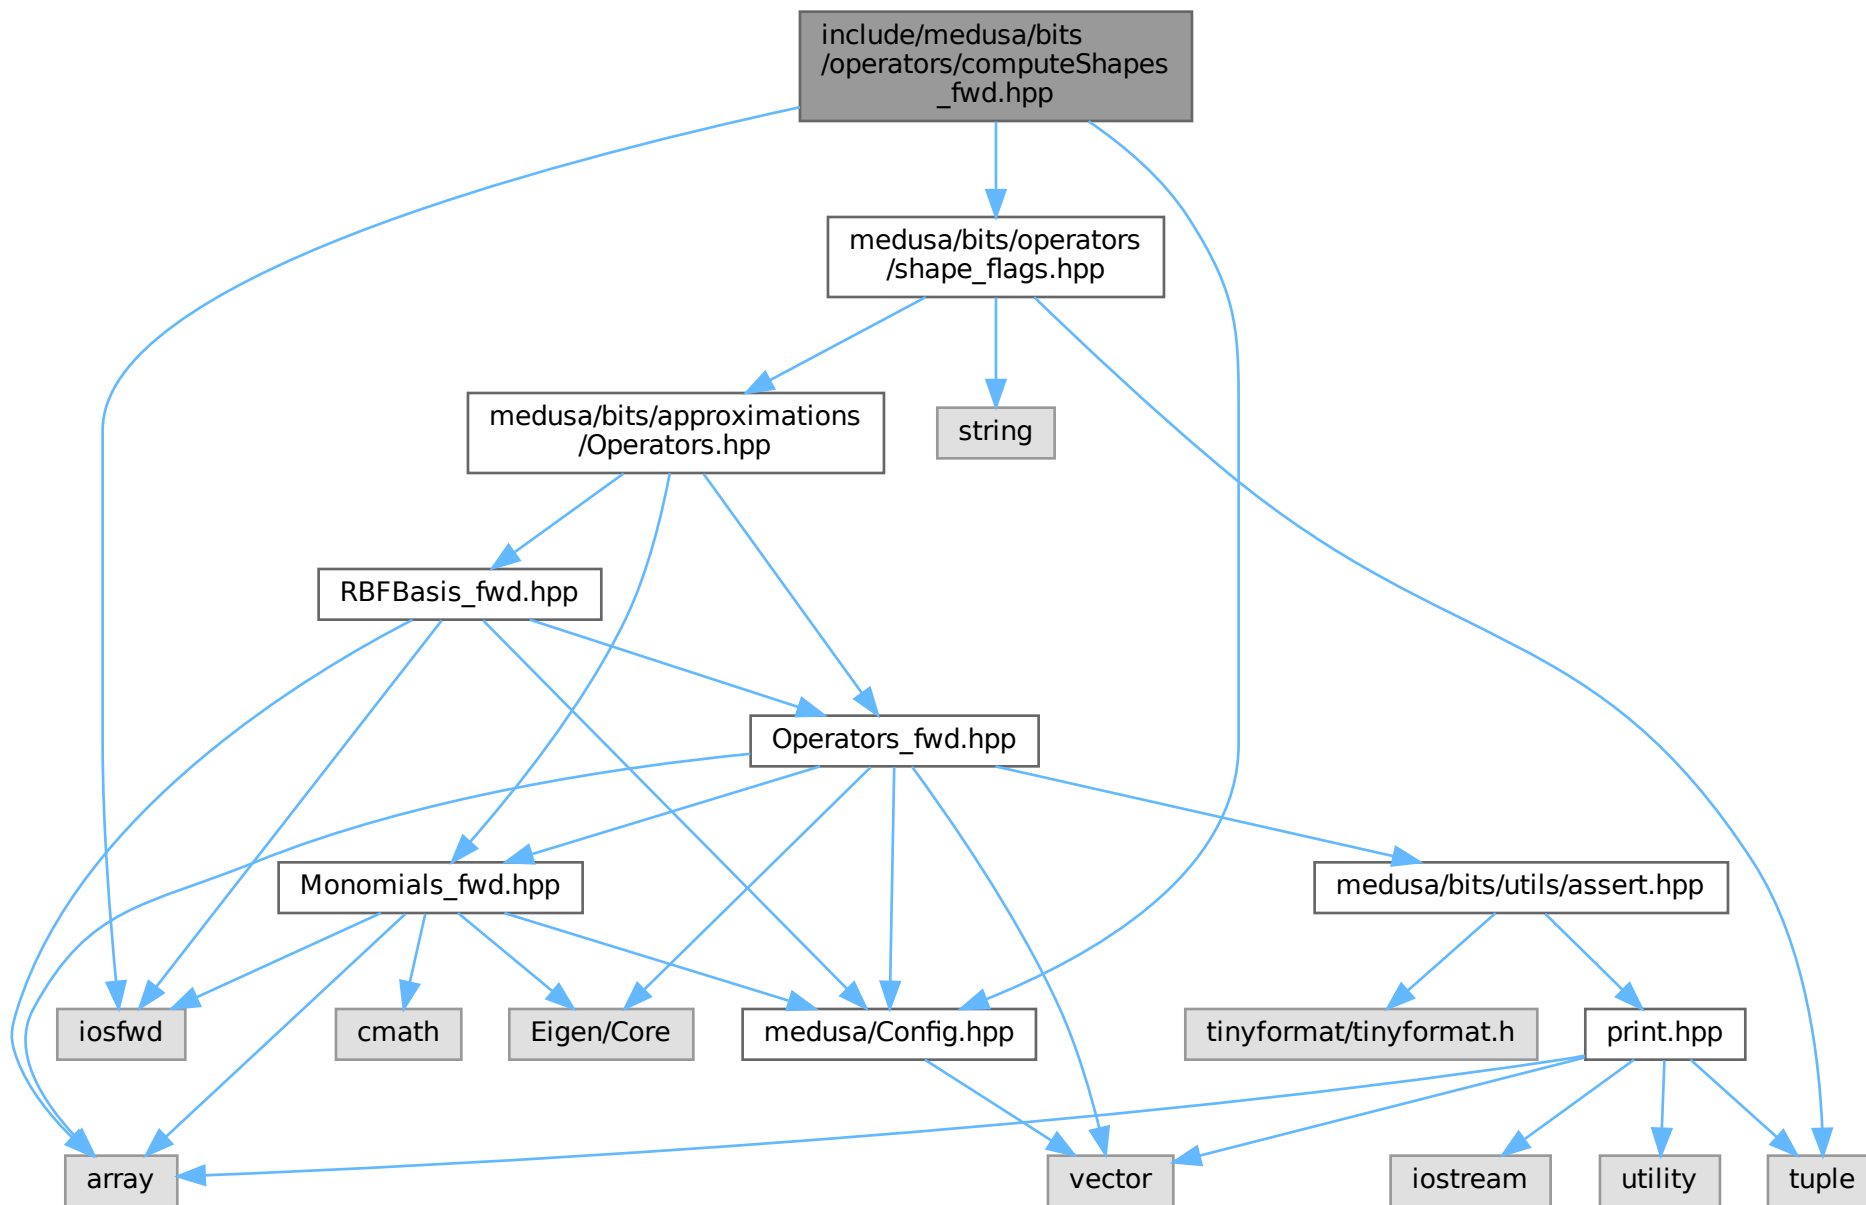 include/medusa/bits
/operators/computeShapes
_fwd.hpp
medusa/bits/operators
/shape_flags.hpp
medusa/bits/approximations
/Operators.hpp
string
RBFBasis_fwd.hpp
Operators_fwd.hpp
Monomials_fwd.hpp
medusa/bits/utils/assert.hpp
iosfwd
cmath
Eigen/Core
medusa/Config.hpp
tinyformat/tinyformat.h
print.hpp
array
vector
iostream
utility
tuple